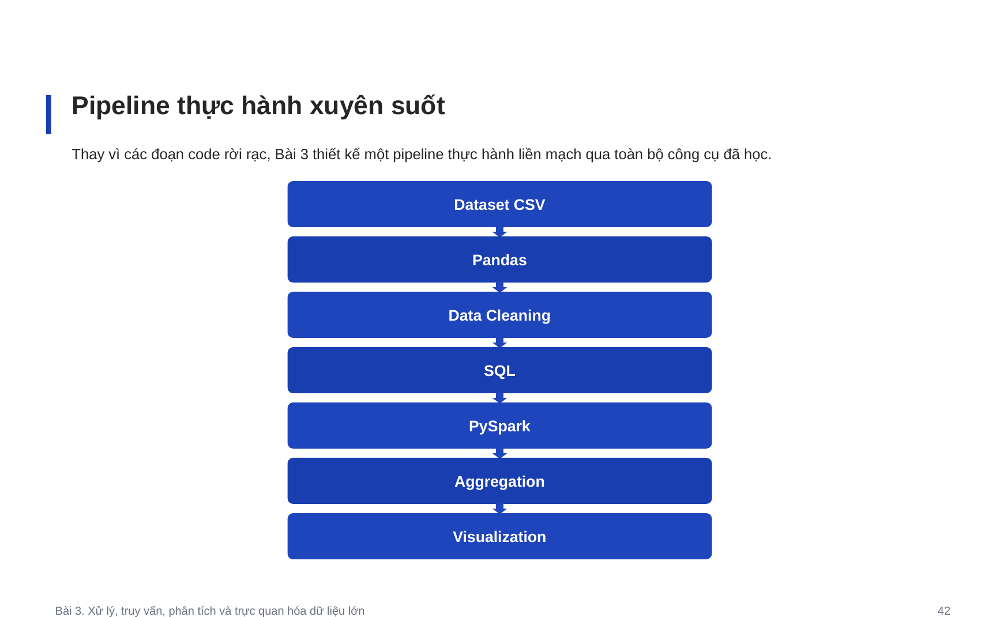 Pipeline thực hành xuyên suốt
Thay vì các đoạn code rời rạc, Bài 3 thiết kế một pipeline thực hành liền mạch qua toàn bộ công cụ đã học.
Dataset CSV
Pandas
Data Cleaning
SQL
PySpark
Aggregation
Visualization
Bài 3. Xử lý, truy vấn, phân tích và trực quan hóa dữ liệu lớn
42